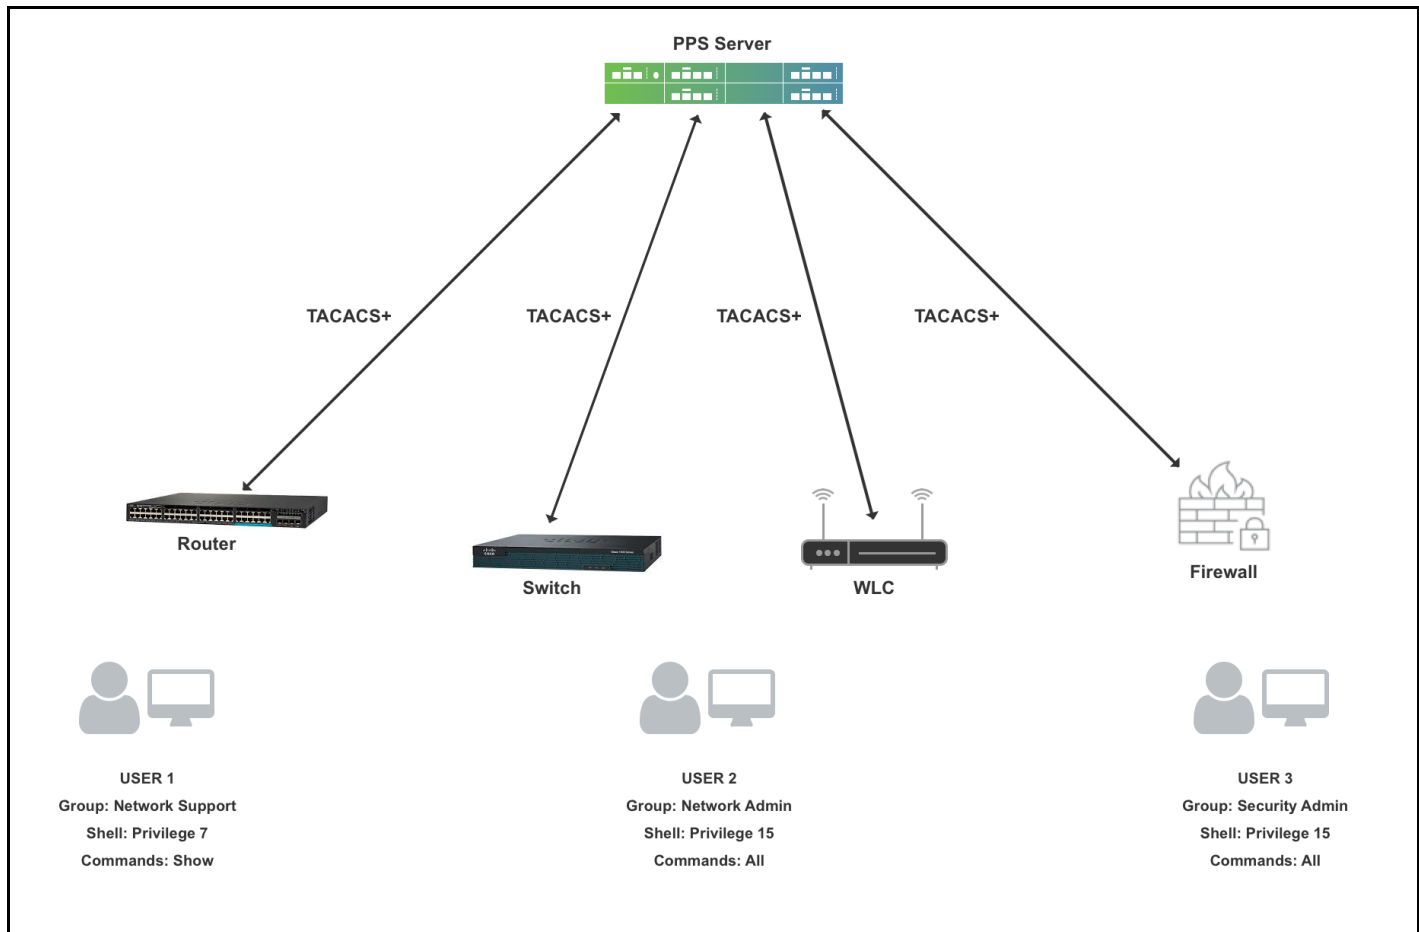 PPS Server
TACACS+
TACACS+
TACACS+
TACACS+
Router
Switch
WLC
Firewall
USER 1
Group: Network Support
Shell: Privilege 7
Commands: Show
USER 2
Group: Network Admin
Shell: Privilege 15
Commands: All
USER 3
Group: Security Admin
Shell: Privilege 15
Commands: All